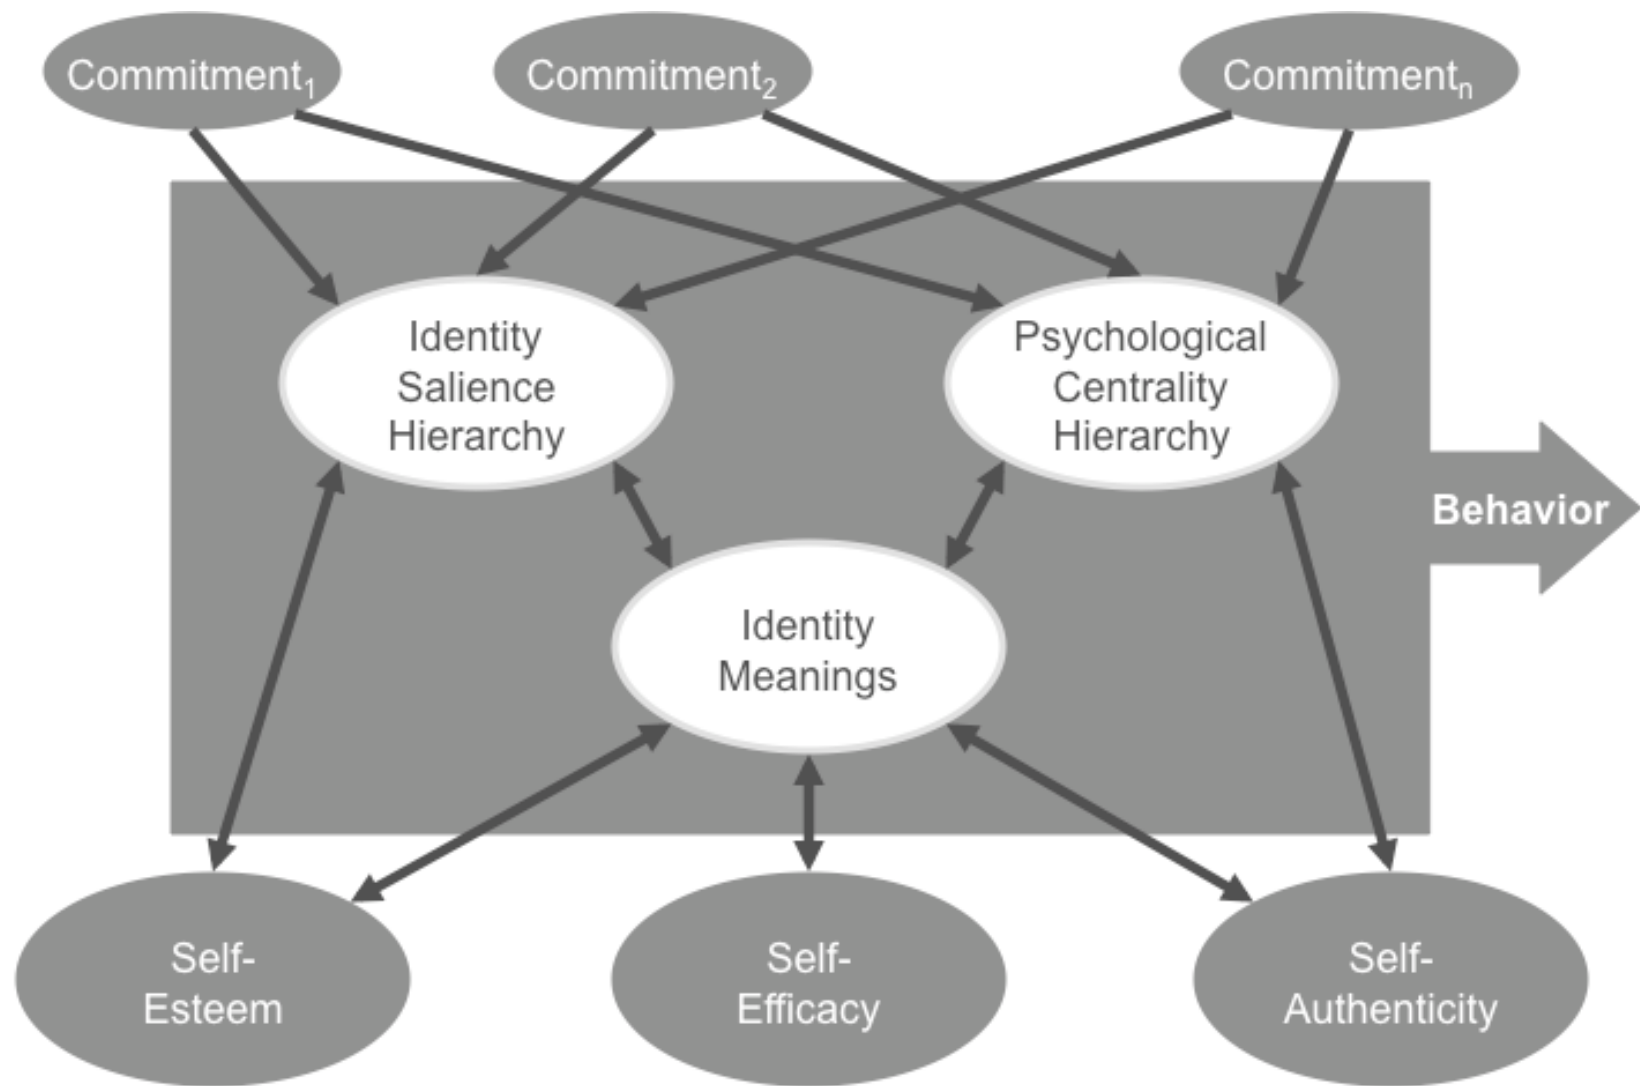 Commitment₁
Commitment₂
Commitmentₙ
Identity
Salience
Hierarchy
Psychological
Centrality
Hierarchy
Behavior
Identity
Meanings
Self-
Esteem
Self-
Efficacy
Self-
Authenticity